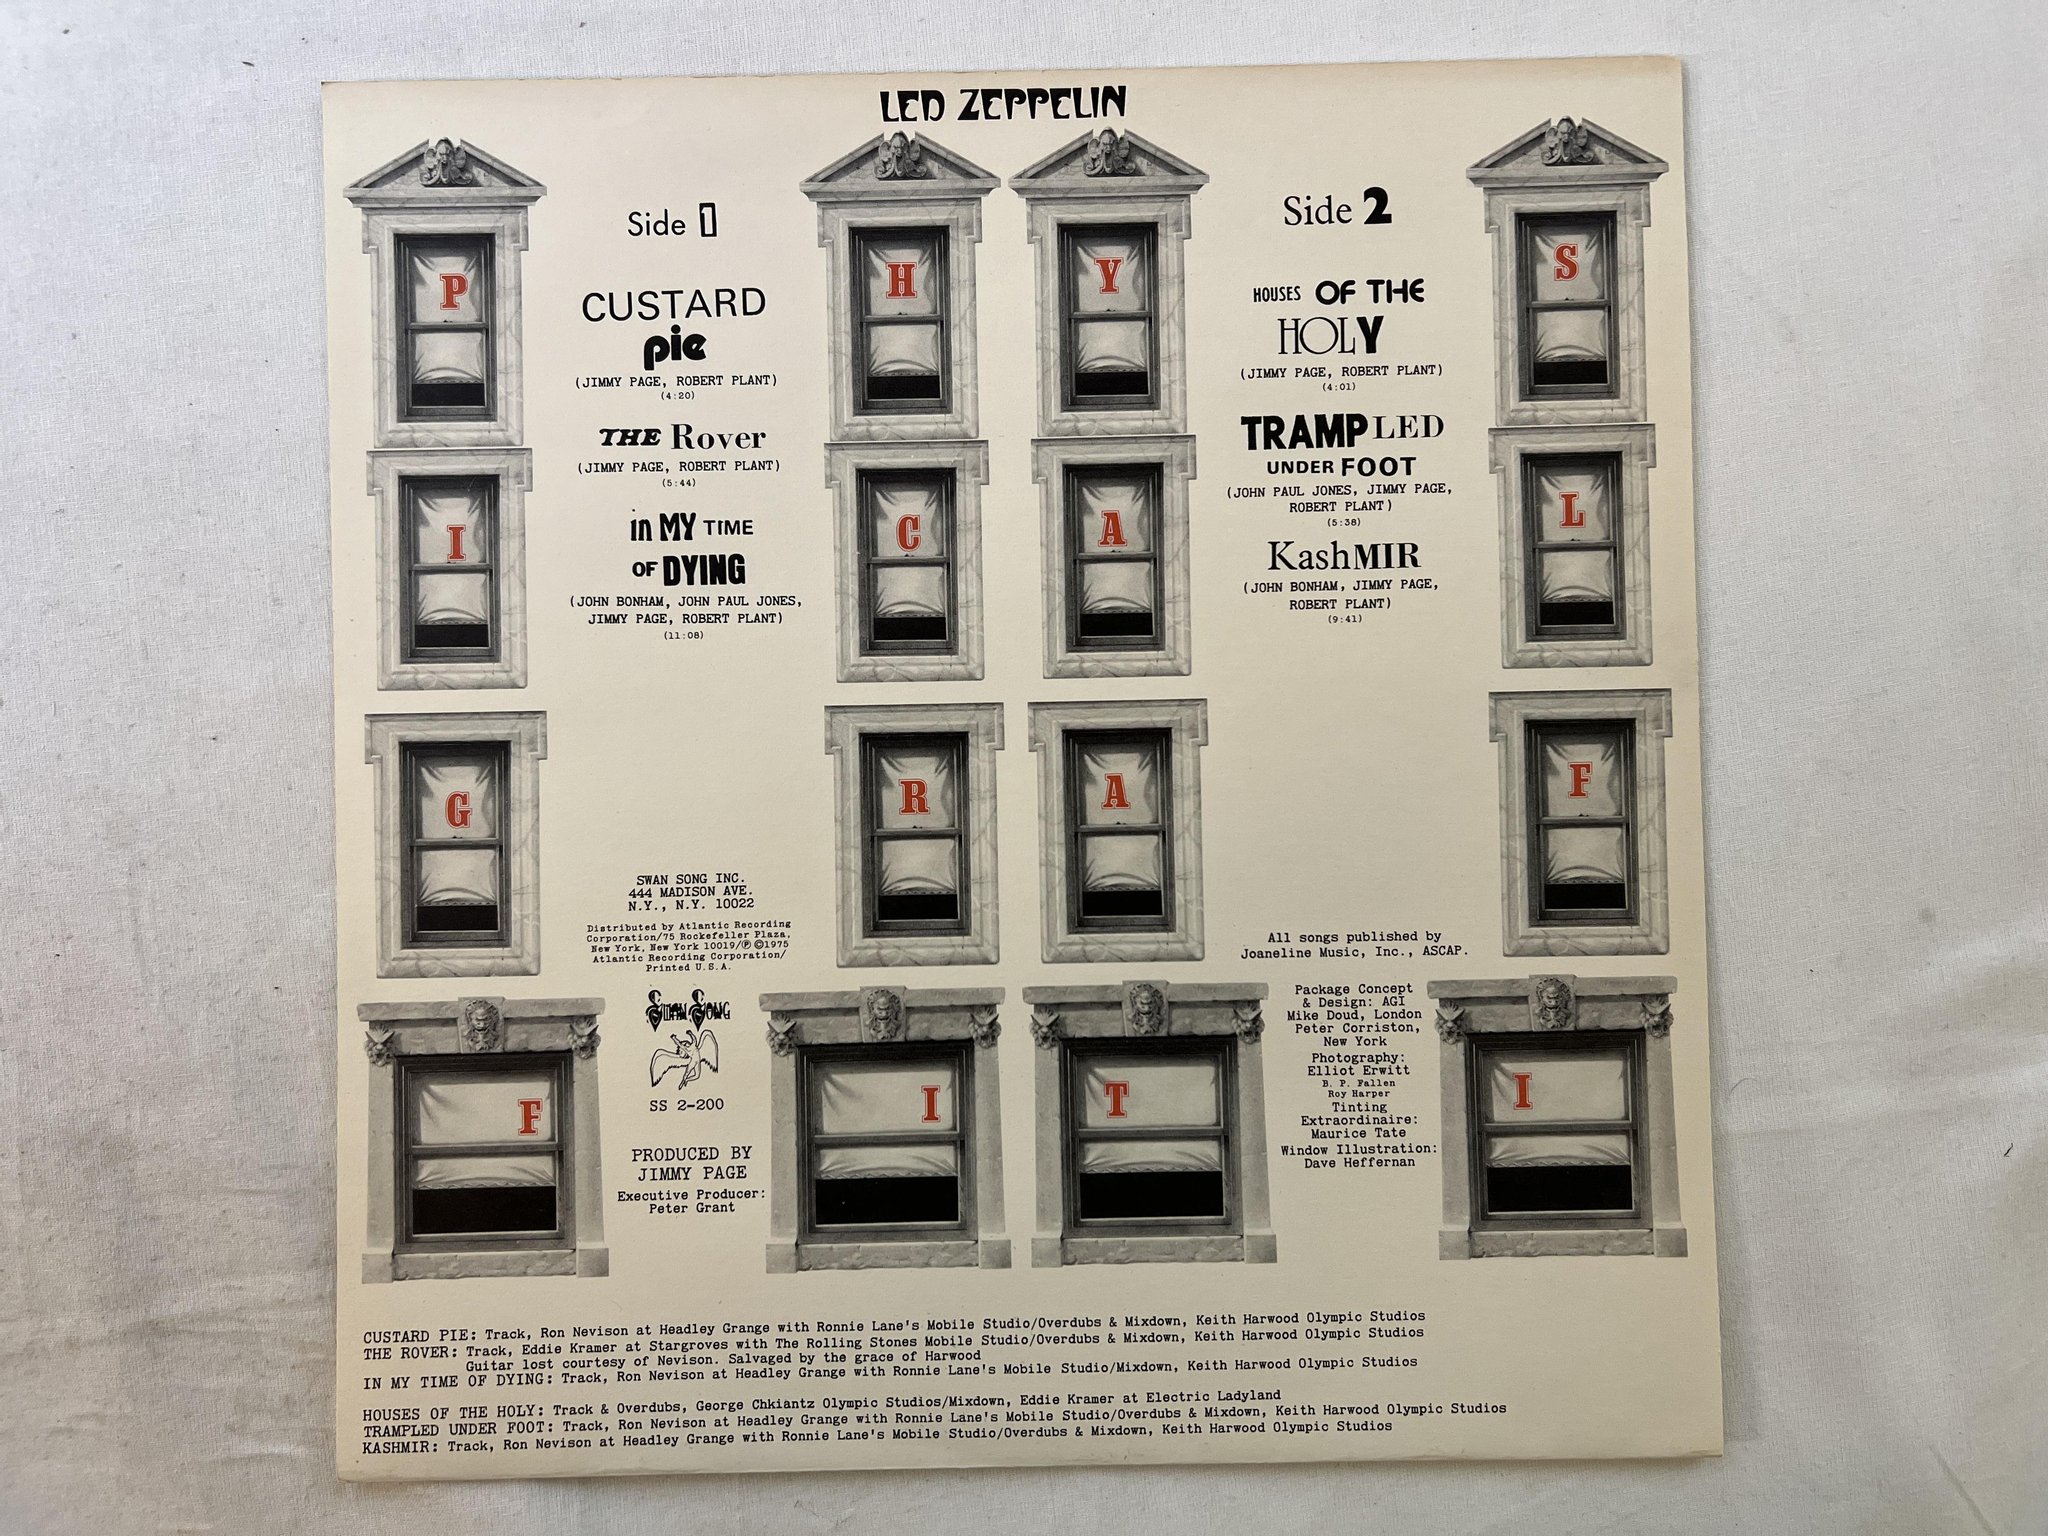 LED ZEPPELIN
P
H
Y
S
I
C
A
L
G
R
A
F
F
I
T
I
Side 1
CUSTARD
pie
(JIMMY PAGE, ROBERT PLANT)
(4:20)
THE Rover
(JIMMY PAGE, ROBERT PLANT)
(5:44)
in MY TIME
OF DYING
(JOHN BONHAM, JOHN PAUL JONES,
JIMMY PAGE, ROBERT PLANT)
(11:08)
Side 2
HOUSES OF THE
HOLY
(JIMMY PAGE, ROBERT PLANT)
(4:01)
TRAMPLED
UNDER FOOT
(JOHN PAUL JONES, JIMMY PAGE,
ROBERT PLANT)
(5:38)
KashMIR
(JOHN BONHAM, JIMMY PAGE,
ROBERT PLANT)
(9:41)
SWAN SONG INC.
444 MADISON AVE.
N.Y., N.Y. 10022
Distributed by Atlantic Recording
Corporation/75 Rockefeller Plaza,
New York, New York 10019/℗ ©1975
Atlantic Recording Corporation/
Printed U.S.A.
SWAN SONG
SS 2-200
PRODUCED BY
JIMMY PAGE
Executive Producer:
Peter Grant
All songs published by
Joaneline Music, Inc., ASCAP.
Package Concept
& Design: AGI
Mike Doud, London
Peter Corriston,
New York
Photography:
Elliot Erwitt
B. P. Fallen
Roy Harper
Tinting
Extraordinaire:
Maurice Tate
Window Illustration:
Dave Heffernan
CUSTARD PIE: Track, Ron Nevison at Headley Grange with Ronnie Lane's Mobile Studio/Overdubs & Mixdown, Keith Harwood Olympic Studios
THE ROVER: Track, Eddie Kramer at Stargroves with The Rolling Stones Mobile Studio/Overdubs & Mixdown, Keith Harwood Olympic Studios
Guitar lost courtesy of Nevison. Salvaged by the grace of Harwood
IN MY TIME OF DYING: Track, Ron Nevison at Headley Grange with Ronnie Lane's Mobile Studio/Mixdown, Keith Harwood Olympic Studios
HOUSES OF THE HOLY: Track & Overdubs, George Chkiantz Olympic Studios/Mixdown, Eddie Kramer at Electric Ladyland
TRAMPLED UNDER FOOT: Track, Ron Nevison at Headley Grange with Ronnie Lane's Mobile Studio/Overdubs & Mixdown, Keith Harwood Olympic Studios
KASHMIR: Track, Ron Nevison at Headley Grange with Ronnie Lane's Mobile Studio/Overdubs & Mixdown, Keith Harwood Olympic Studios